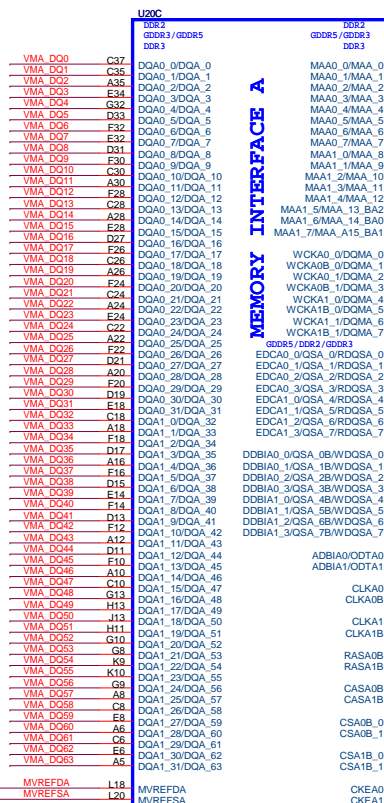 U20C
DDR2
GDDR3/GDDR5
DDR3
DDR2
GDDR5/GDDR3
DDR3
VMA_DQ0 C37 DQA0_0/DQA_0
VMA_DQ1 C35 DQA0_1/DQA_1
VMA_DQ2 A35 DQA0_2/DQA_2
VMA_DQ3 E34 DQA0_3/DQA_3
VMA_DQ4 G32 DQA0_4/DQA_4
VMA_DQ5 D33 DQA0_5/DQA_5
VMA_DQ6 F32 DQA0_6/DQA_6
VMA_DQ7 E32 DQA0_7/DQA_7
VMA_DQ8 D31 DQA0_8/DQA_8
VMA_DQ9 F30 DQA0_9/DQA_9
VMA_DQ10 C30 DQA0_10/DQA_10
VMA_DQ11 A30 DQA0_11/DQA_11
VMA_DQ12 F28 DQA0_12/DQA_12
VMA_DQ13 C28 DQA0_13/DQA_13
VMA_DQ14 A28 DQA0_14/DQA_14
VMA_DQ15 E28 DQA0_15/DQA_15
VMA_DQ16 D27 DQA0_16/DQA_16
VMA_DQ17 F26 DQA0_17/DQA_17
VMA_DQ18 C26 DQA0_18/DQA_18
VMA_DQ19 A26 DQA0_19/DQA_19
VMA_DQ20 F24 DQA0_20/DQA_20
VMA_DQ21 C24 DQA0_21/DQA_21
VMA_DQ22 A24 DQA0_22/DQA_22
VMA_DQ23 E24 DQA0_23/DQA_23
VMA_DQ24 C22 DQA0_24/DQA_24
VMA_DQ25 A22 DQA0_25/DQA_25
VMA_DQ26 F22 DQA0_26/DQA_26
VMA_DQ27 D21 DQA0_27/DQA_27
VMA_DQ28 A20 DQA0_28/DQA_28
VMA_DQ29 F20 DQA0_29/DQA_29
VMA_DQ30 D19 DQA0_30/DQA_30
VMA_DQ31 E18 DQA0_31/DQA_31
VMA_DQ32 C18 DQA1_0/DQA_32
VMA_DQ33 A18 DQA1_1/DQA_33
VMA_DQ34 F18 DQA1_2/DQA_34
VMA_DQ35 D17 DQA1_3/DQA_35
VMA_DQ36 A16 DQA1_4/DQA_36
VMA_DQ37 F16 DQA1_5/DQA_37
VMA_DQ38 D15 DQA1_6/DQA_38
VMA_DQ39 E14 DQA1_7/DQA_39
VMA_DQ40 F14 DQA1_8/DQA_40
VMA_DQ41 D13 DQA1_9/DQA_41
VMA_DQ42 F12 DQA1_10/DQA_42
VMA_DQ43 A12 DQA1_11/DQA_43
VMA_DQ44 D11 DQA1_12/DQA_44
VMA_DQ45 F10 DQA1_13/DQA_45
VMA_DQ46 A10 DQA1_14/DQA_46
VMA_DQ47 C10 DQA1_15/DQA_47
VMA_DQ48 G13 DQA1_16/DQA_48
VMA_DQ49 H13 DQA1_17/DQA_49
VMA_DQ50 J13 DQA1_18/DQA_50
VMA_DQ51 H11 DQA1_19/DQA_51
VMA_DQ52 G10 DQA1_20/DQA_52
VMA_DQ53 G8 DQA1_21/DQA_53
VMA_DQ54 K9 DQA1_22/DQA_54
VMA_DQ55 K10 DQA1_23/DQA_55
VMA_DQ56 G9 DQA1_24/DQA_56
VMA_DQ57 A8 DQA1_25/DQA_57
VMA_DQ58 C8 DQA1_26/DQA_58
VMA_DQ59 E8 DQA1_27/DQA_59
VMA_DQ60 A6 DQA1_28/DQA_60
VMA_DQ61 C6 DQA1_29/DQA_61
VMA_DQ62 E6 DQA1_30/DQA_62
VMA_DQ63 A5 DQA1_31/DQA_63
MVREFDA L18 MVREFDA
MVREFSA L20 MVREFSA
MEMORY INTERFACE A
MAA0_0/MAA_0
MAA0_1/MAA_1
MAA0_2/MAA_2
MAA0_3/MAA_3
MAA0_4/MAA_4
MAA0_5/MAA_5
MAA0_6/MAA_6
MAA0_7/MAA_7
MAA1_0/MAA_8
MAA1_1/MAA_9
MAA1_2/MAA_10
MAA1_3/MAA_11
MAA1_4/MAA_12
MAA1_5/MAA_13_BA2
MAA1_6/MAA_14_BA0
MAA1_7/MAA_A15_BA1
WCKA0_0/DQMA_0
WCKA0B_0/DQMA_1
WCKA0_1/DQMA_2
WCKA0B_1/DQMA_3
WCKA1_0/DQMA_4
WCKA1B_0/DQMA_5
WCKA1_1/DQMA_6
WCKA1B_1/DQMA_7
GDDR5/DDR2/GDDR3
EDCA0_0/QSA_0/RDQSA_0
EDCA0_1/QSA_1/RDQSA_1
EDCA0_2/QSA_2/RDQSA_2
EDCA0_3/QSA_3/RDQSA_3
EDCA1_0/QSA_4/RDQSA_4
EDCA1_1/QSA_5/RDQSA_5
EDCA1_2/QSA_6/RDQSA_6
EDCA1_3/QSA_7/RDQSA_7
DDBIA0_0/QSA_0B/WDQSA_0
DDBIA0_1/QSA_1B/WDQSA_1
DDBIA0_2/QSA_2B/WDQSA_2
DDBIA0_3/QSA_3B/WDQSA_3
DDBIA1_0/QSA_4B/WDQSA_4
DDBIA1_1/QSA_5B/WDQSA_5
DDBIA1_2/QSA_6B/WDQSA_6
DDBIA1_3/QSA_7B/WDQSA_7
ADBIA0/ODTA0
ADBIA1/ODTA1
CLKA0
CLKA0B
CLKA1
CLKA1B
RASA0B
RASA1B
CASA0B
CASA1B
CSA0B_0
CSA0B_1
CSA1B_0
CSA1B_1
CKEA0
CKEA1